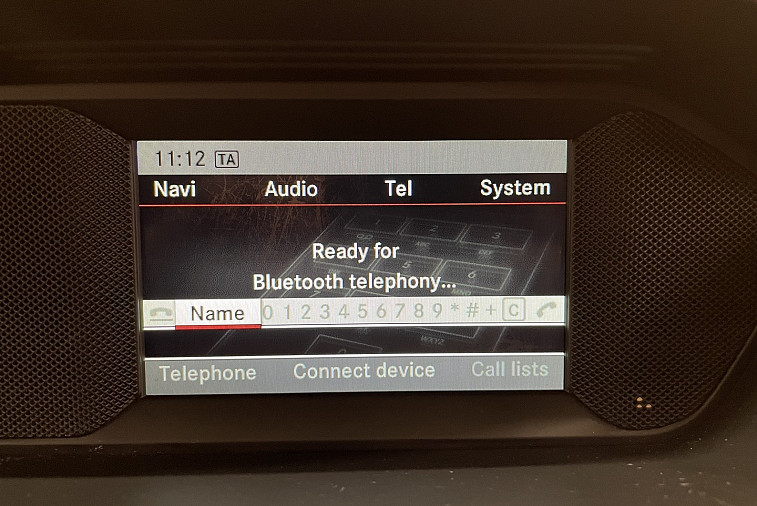 11:12 TA
Navi Audio Tel System
Ready for
Bluetooth telephony...
Name 0 1 2 3 4 5 6 7 8 9 * # + C
Telephone Connect device Call lists